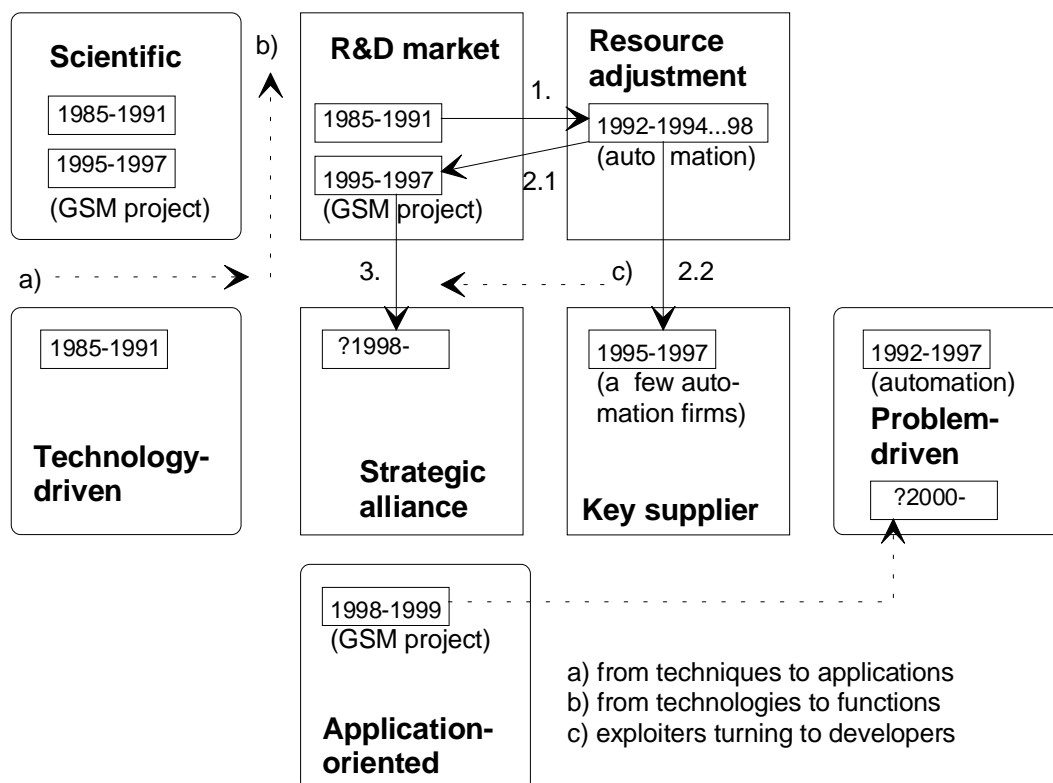 Scientific
1985-1991
1995-1997
(GSM project)
b)
R&D market
1985-1991
1995-1997
(GSM project)
1.
2.1
Resource
adjustment
1992-1994...98
(auto mation)
a)
3.
c)
2.2
1985-1991
Technology-
driven
?1998-
Strategic
alliance
1995-1997
(a few auto-
mation firms)
Key supplier
1992-1997
(automation)
Problem-
driven
?2000-
1998-1999
(GSM project)
Application-
oriented
a) from techniques to applications
b) from technologies to functions
c) exploiters turning to developers